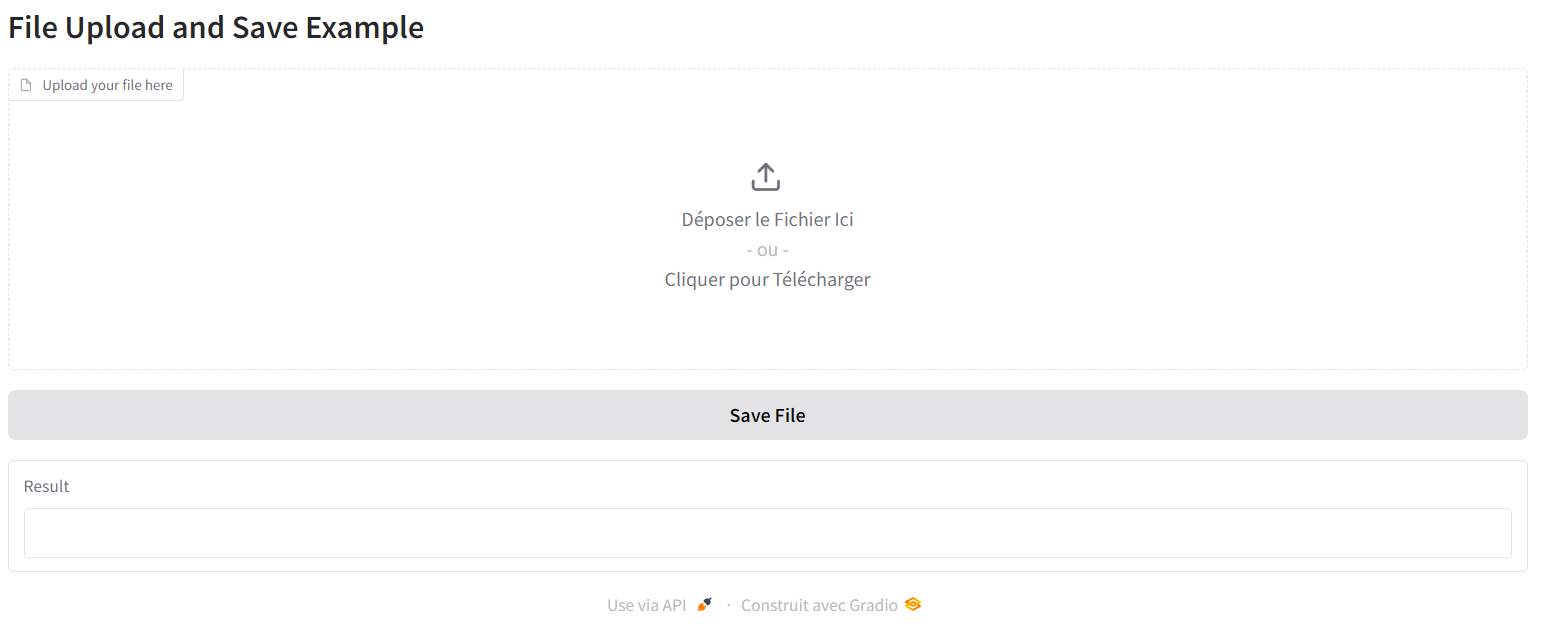 File Upload and Save Example
Upload your file here
Déposer le Fichier Ici
- ou -
Cliquer pour Télécharger
Save File
Result
Use via API · Construit avec Gradio